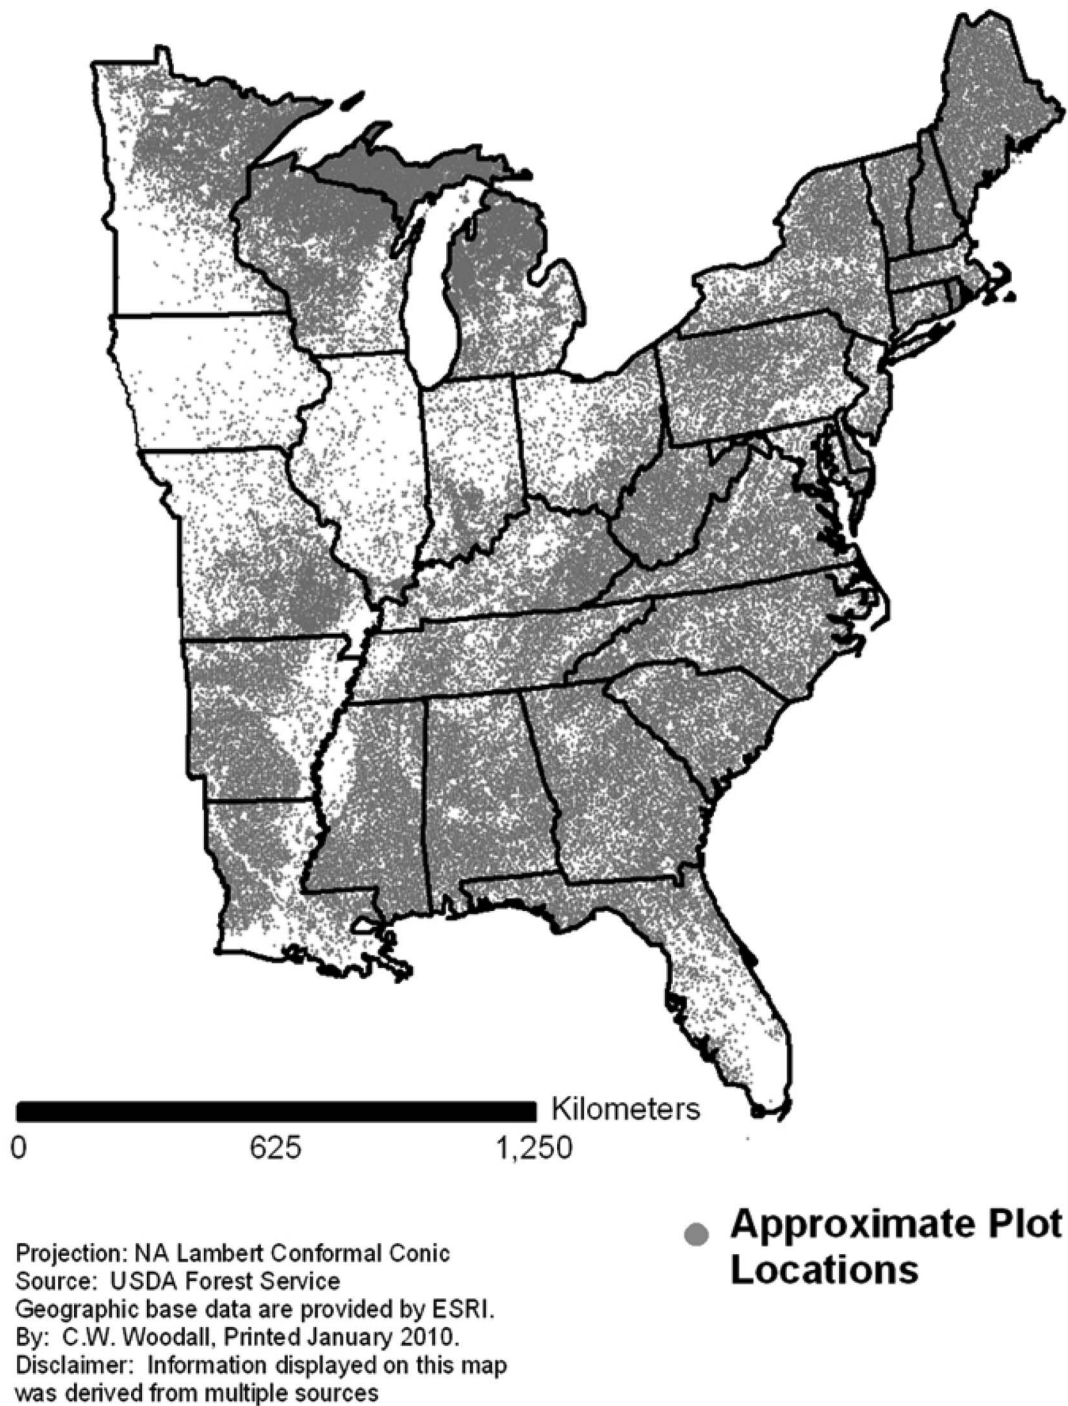 Kilometers
0 625 1,250
Approximate Plot
Locations
Projection: NA Lambert Conformal Conic
Source: USDA Forest Service
Geographic base data are provided by ESRI.
By: C.W. Woodall, Printed January 2010.
Disclaimer: Information displayed on this map
was derived from multiple sources